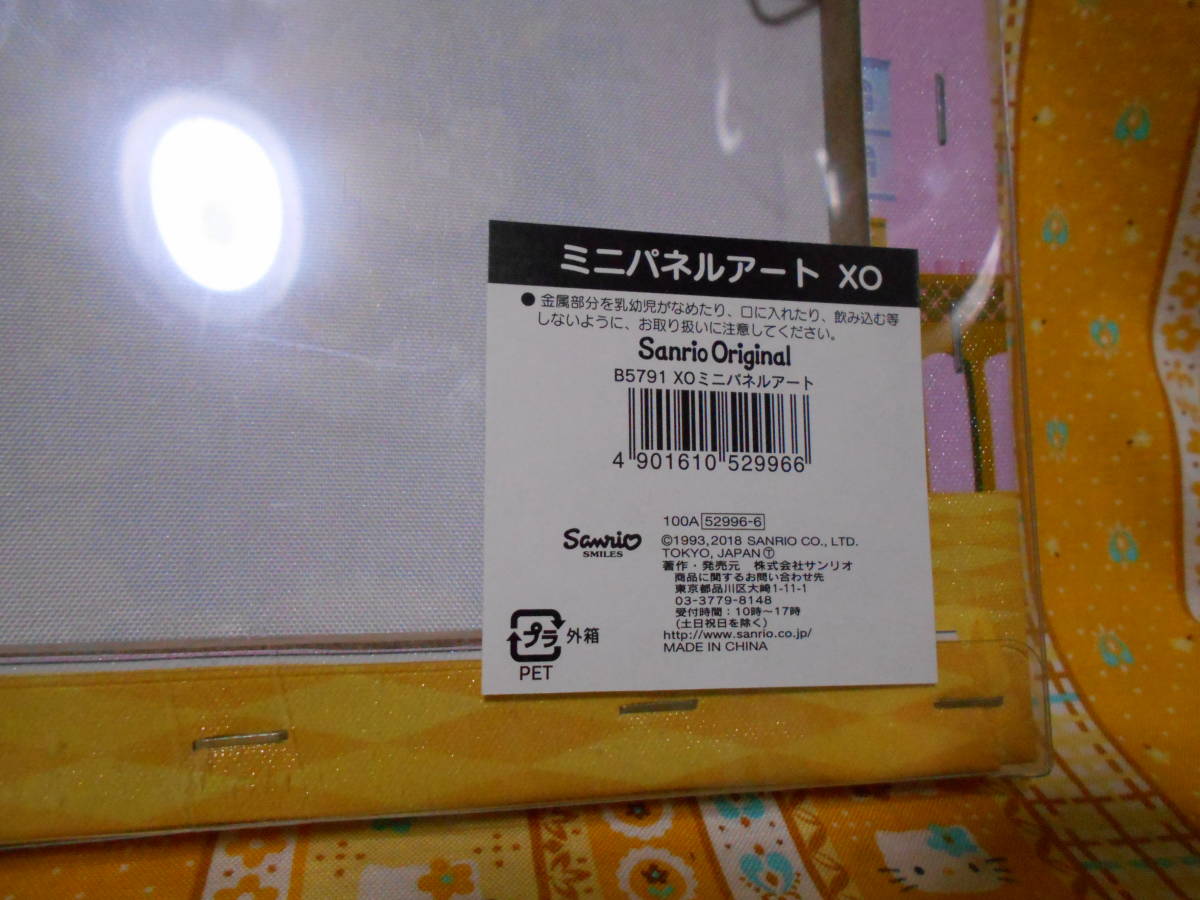 ミニパネルアート XO
● 金属部分を乳幼児がなめたり、口に入れたり、飲み込む等
しないように、お取り扱いに注意してください。
Sanrio Original
B5791 XOミニパネルアート
4 901610 529966
100A 52996-6
Sanrio
SMILES
©1993,2018 SANRIO CO., LTD.
TOKYO, JAPAN Ⓣ
著作・発売元 株式会社サンリオ
商品に関するお問い合わせ先
東京都品川区大崎1-11-1
03-3779-8148
受付時間：10時～17時
(土日祝日を除く)
http://www.sanrio.co.jp/
MADE IN CHINA
プラ 外箱
PET